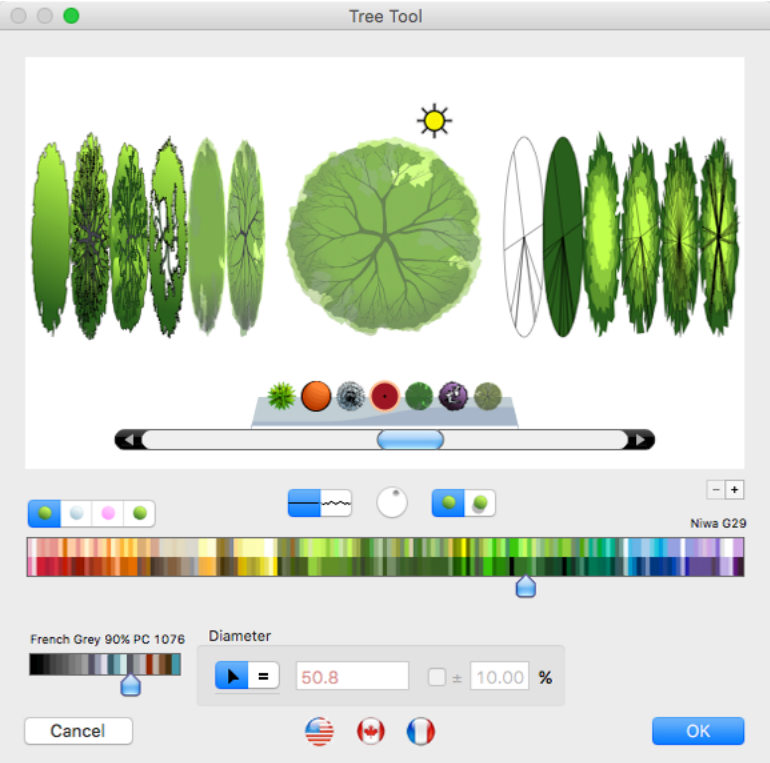 Tree Tool
- +
Niwa G29
French Grey 90% PC 1076
Diameter
= 50.8 ± 10.00 %
Cancel
OK